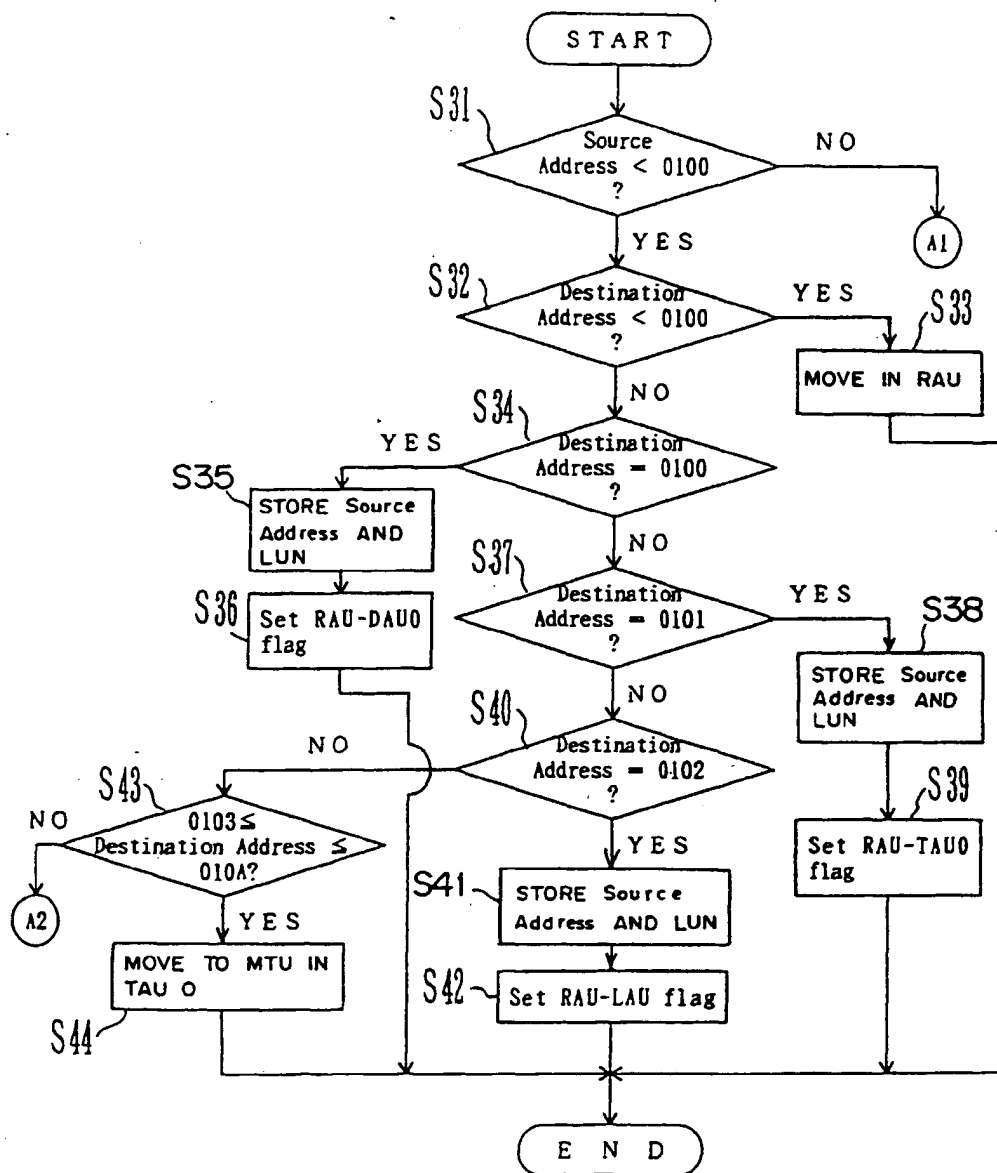 START
S31
Source
Address < 0100
?
NO
A1
YES
S32
Destination
Address < 0100
?
YES
S33
MOVE IN RAU
NO
S34
Destination
Address = 0100
?
YES
S35
STORE Source
Address AND
LUN
S36
Set RAU-DAU0
flag
NO
S37
Destination
Address = 0101
?
YES
S38
STORE Source
Address AND
LUN
S39
Set RAU-TAU0
flag
NO
S40
Destination
Address = 0102
?
NO
S43
0103≤
Destination Address ≤
010A?
NO
A2
YES
MOVE TO MTU IN
TAU 0
S44
YES
S41
STORE Source
Address AND LUN
S42
Set RAU-LAU flag
END